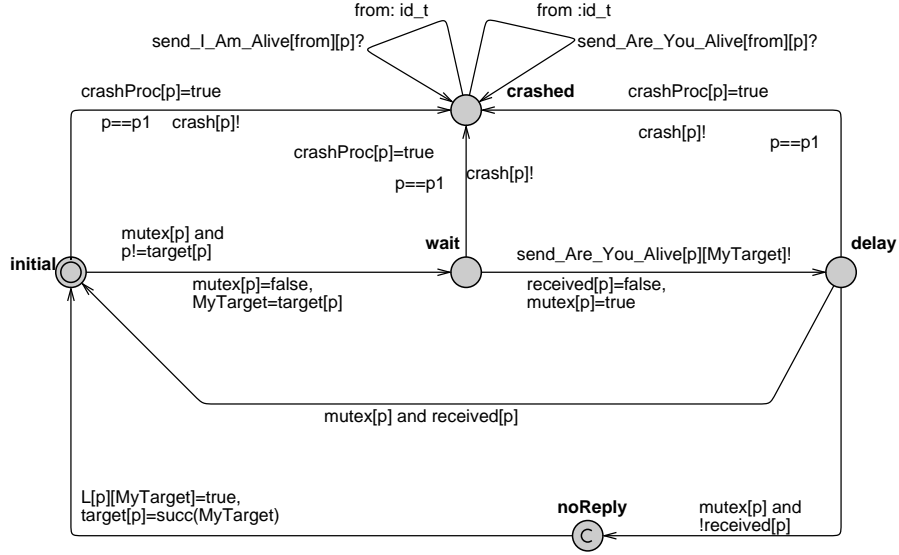 from: id_t
from :id_t
send_I_Am_Alive[from][p]?
send_Are_You_Alive[from][p]?
crashProc[p]=true
crashed
crashProc[p]=true
p==p1
crash[p]!
crash[p]!
p==p1
crashProc[p]=true
p==p1
crash[p]!
mutex[p] and
p!=target[p]
wait
send_Are_You_Alive[p][MyTarget]!
delay
initial
mutex[p]=false,
MyTarget=target[p]
received[p]=false,
mutex[p]=true
mutex[p] and received[p]
L[p][MyTarget]=true,
target[p]=succ(MyTarget)
noReply
mutex[p] and
!received[p]
C